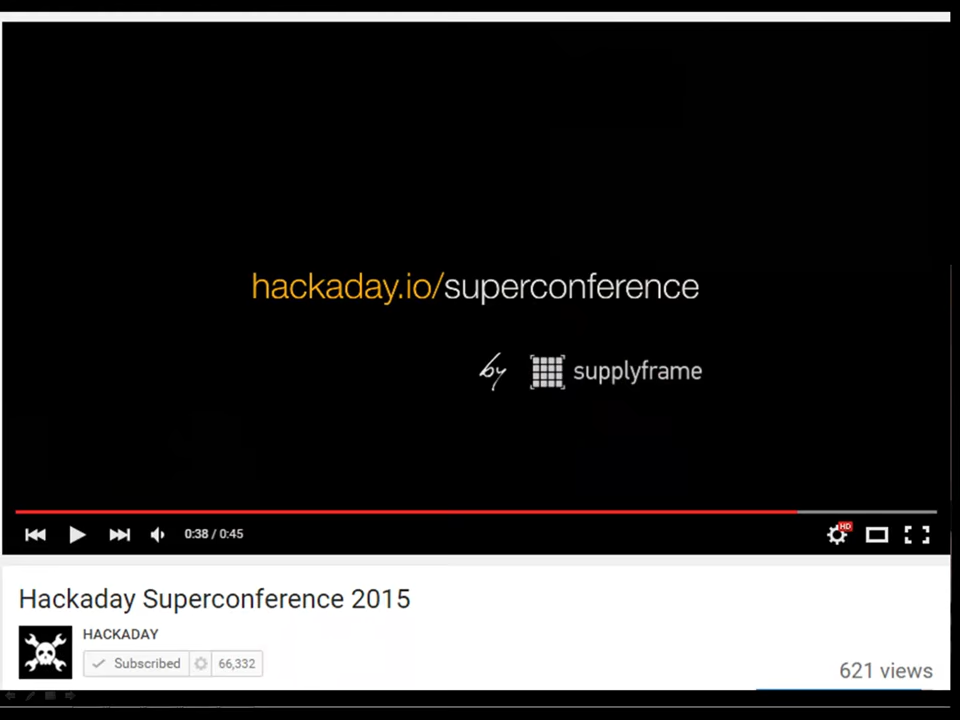 hackaday.io/superconference
by supplyframe
0:38 / 0:45
HD
Hackaday Superconference 2015
HACKADAY
Subscribed 66,332
621 views